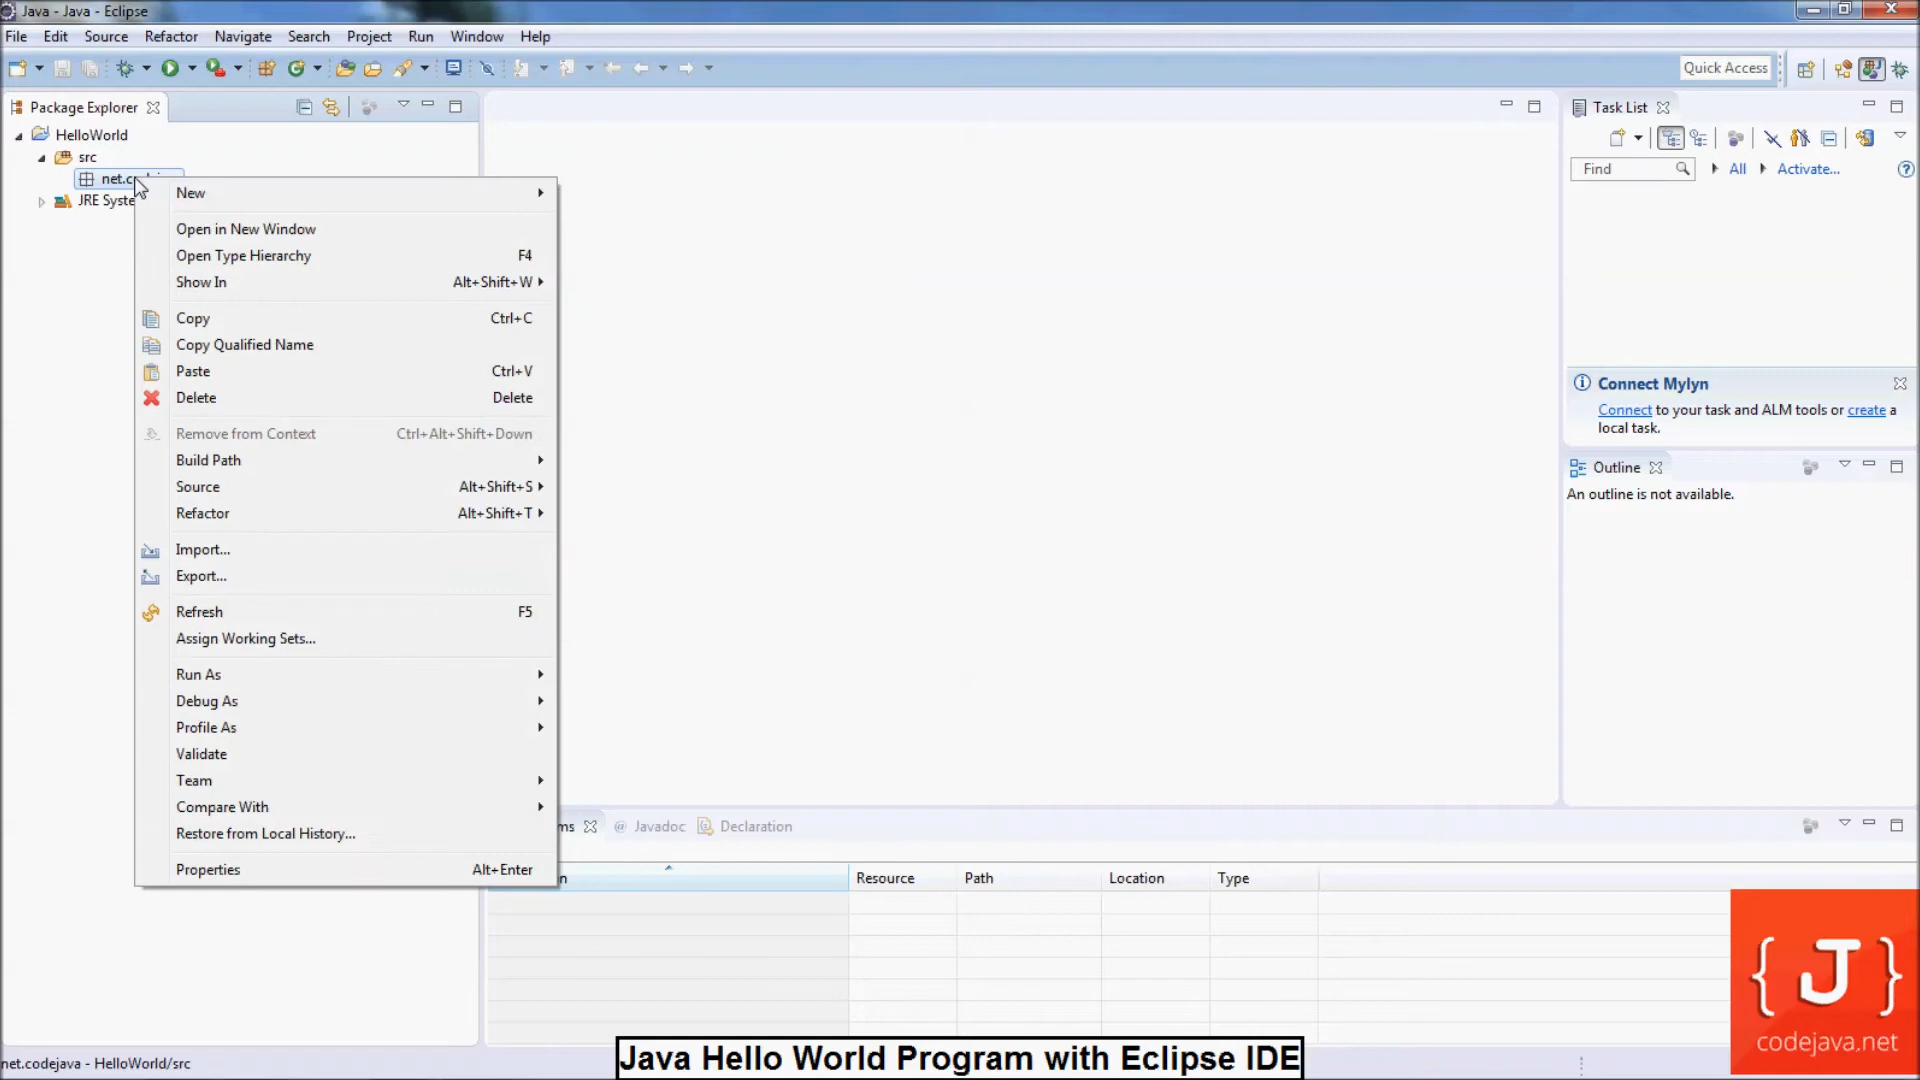 Java - Java - Eclipse
File Edit Source Refactor Navigate Search Project Run Window Help
Quick Access
Package Explorer
HelloWorld
src
JRE
New
Open in New Window
Open Type Hierarchy F4
Show In Alt+Shift+W
Copy Ctrl+C
Copy Qualified Name
Paste Ctrl+V
Delete Delete
Remove from Context Ctrl+Alt+Shift+Down
Build Path
Source Alt+Shift+S
Refactor Alt+Shift+T
Import...
Export...
Refresh F5
Assign Working Sets...
Run As
Debug As
Profile As
Validate
Team
Compare With
Restore from Local History...
Properties Alt+Enter
Task List
Find All Activate...
Connect Mylyn
Connect to your task and ALM tools or create a
local task.
Outline
An outline is not available.
@ Javadoc Declaration
Resource Path Location Type
{ J }
codejava.net
net.codejava - HelloWorld/src
Java Hello World Program with Eclipse IDE